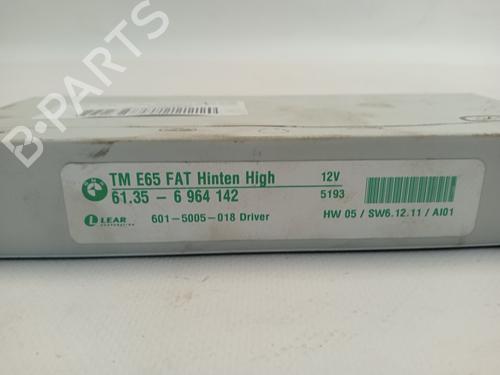 B-PARTS
TM E65 FAT Hinten High 12V
61.35 - 6 964 142 5193
LEAR CORPORATION 601-5005-018 Driver HW 05 / SW6.12.11 / AI01